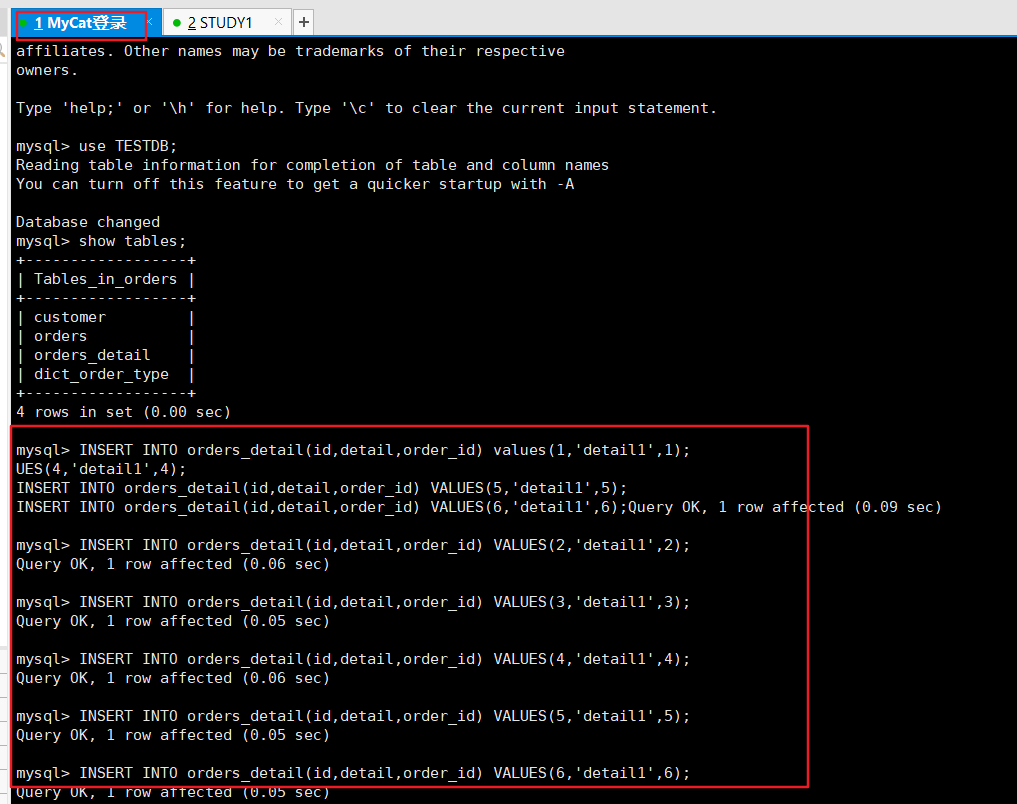 1 MyCat登录 × 2 STUDY1 × +
affiliates. Other names may be trademarks of their respective
owners.
Type 'help;' or '\h' for help. Type '\c' to clear the current input statement.
mysql> use TESTDB;
Reading table information for completion of table and column names
You can turn off this feature to get a quicker startup with -A
Database changed
mysql> show tables;
+------------------+
| Tables_in_orders |
+------------------+
| customer         |
| orders           |
| orders_detail    |
| dict_order_type  |
+------------------+
4 rows in set (0.00 sec)
mysql> INSERT INTO orders_detail(id,detail,order_id) values(1,'detail1',1);
UES(4,'detail1',4);
INSERT INTO orders_detail(id,detail,order_id) VALUES(5,'detail1',5);
INSERT INTO orders_detail(id,detail,order_id) VALUES(6,'detail1',6);Query OK, 1 row affected (0.09 sec)
mysql> INSERT INTO orders_detail(id,detail,order_id) VALUES(2,'detail1',2);
Query OK, 1 row affected (0.06 sec)
mysql> INSERT INTO orders_detail(id,detail,order_id) VALUES(3,'detail1',3);
Query OK, 1 row affected (0.05 sec)
mysql> INSERT INTO orders_detail(id,detail,order_id) VALUES(4,'detail1',4);
Query OK, 1 row affected (0.06 sec)
mysql> INSERT INTO orders_detail(id,detail,order_id) VALUES(5,'detail1',5);
Query OK, 1 row affected (0.05 sec)
mysql> INSERT INTO orders_detail(id,detail,order_id) VALUES(6,'detail1',6);
Query OK, 1 row affected (0.05 sec)